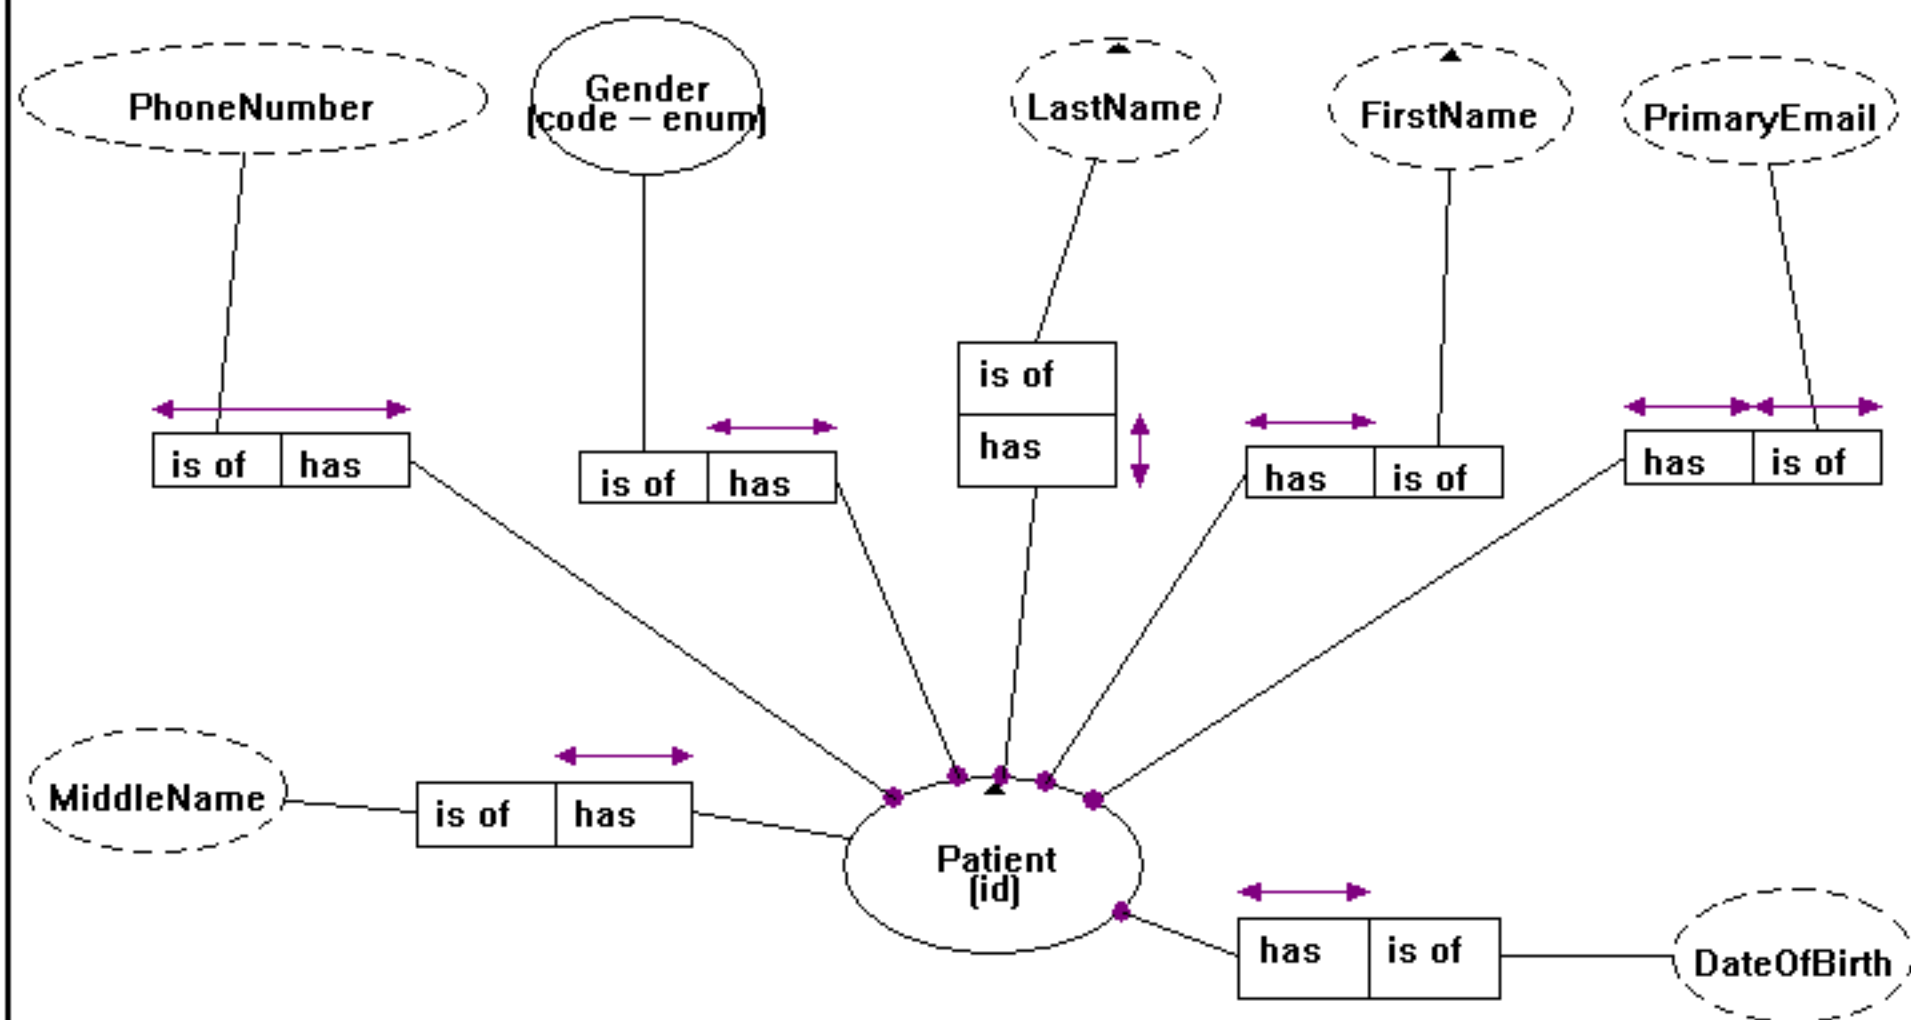 PhoneNumber
Gender
(code – enum)
LastName
FirstName
PrimaryEmail
is of
has
is of
has
is of
has
has
is of
has
is of
MiddleName
is of
has
Patient
(id)
has
is of
DateOfBirth